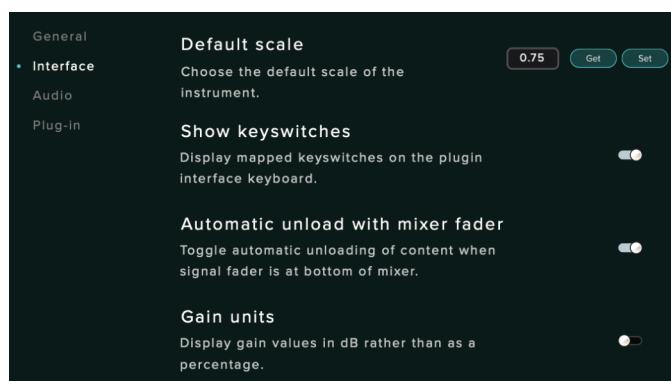 General
Interface
Audio
Plug-in
Default scale
Choose the default scale of the
instrument.
0.75
Get
Set
Show keyswitches
Display mapped keyswitches on the plugin
interface keyboard.
Automatic unload with mixer fader
Toggle automatic unloading of content when
signal fader is at bottom of mixer.
Gain units
Display gain values in dB rather than as a
percentage.